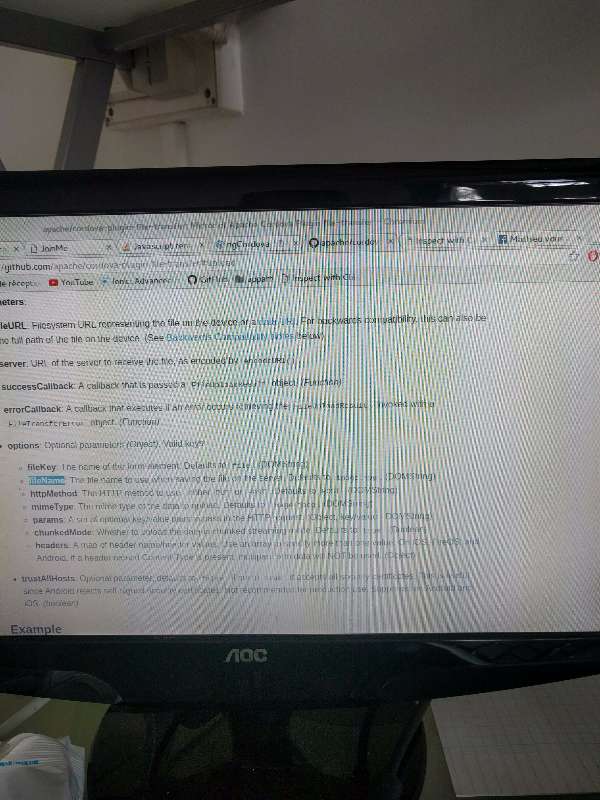 apache/cordova-plugin-file-transfer: Mirror of Apache Cordova Plugin file-transfer - Chromium
JoinMe Javascript rem ngCordova apache/cordov Inspect with C Mathieu voir
/github.com/apache/cordova-plugin-file-transfer#
YouTube Ionic: Advanced GitHub appart Inspect with Ch
meters:
leURL: Filesystem URL representing the file on the device or a data URI. For backwards compatibility, this can also be
he full path of the file on the device. (See Backwards Compatibility Notes below)
server: URL of the server to receive the file, as encoded by encodeURI().
successCallback: A callback that is passed a FileUploadResult object. (Function)
errorCallback: A callback that executes if an error occurs retrieving the FileUploadResult. Invoked with a
FileTransferError object. (Function)
options: Optional parameters (Object). Valid keys:
fileKey: The name of the form element. Defaults to file. (DOMString)
fileName: The file name to use when saving the file on the server. Defaults to image.jpg. (DOMString)
httpMethod: The HTTP method to use - either PUT or POST. Defaults to POST. (DOMString)
mimeType: The mime type of the data to upload. Defaults to image/jpeg. (DOMString)
params: A set of optional key/value pairs to pass in the HTTP request. (Object, key/value - DOMString)
chunkedMode: Whether to upload the data in chunked streaming mode. Defaults to true. (Boolean)
headers: A map of header name/header values. Use an array to specify more than one value. On iOS, FireOS, and
Android, if a header named Content-Type is present, multipart form data will NOT be used. (Object)
trustAllHosts: Optional parameter, defaults to false. If set to true, it accepts all security certificates. This is useful
since Android rejects self-signed security certificates. Not recommended for production use. Supported on Android and
iOS. (boolean)
Example
AOC